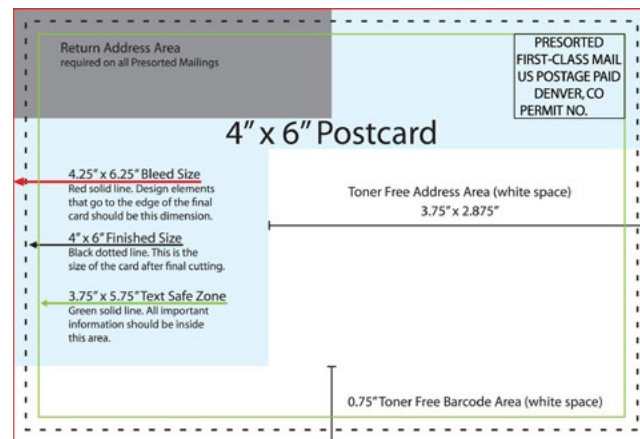 Return Address Area
required on all Presorted Mailings
PRESORTED
FIRST-CLASS MAIL
US POSTAGE PAID
DENVER, CO
PERMIT NO.
4” x 6” Postcard
4.25” x 6.25” Bleed Size
Red solid line. Design elements
that go to the edge of the final
card should be this dimension.
4” x 6” Finished Size
Black dotted line. This is the
size of the card after final cutting.
3.75” x 5.75” Text Safe Zone
Green solid line. All important
information should be inside
this area.
Toner Free Address Area (white space)
3.75” x 2.875”
0.75” Toner Free Barcode Area (white space)